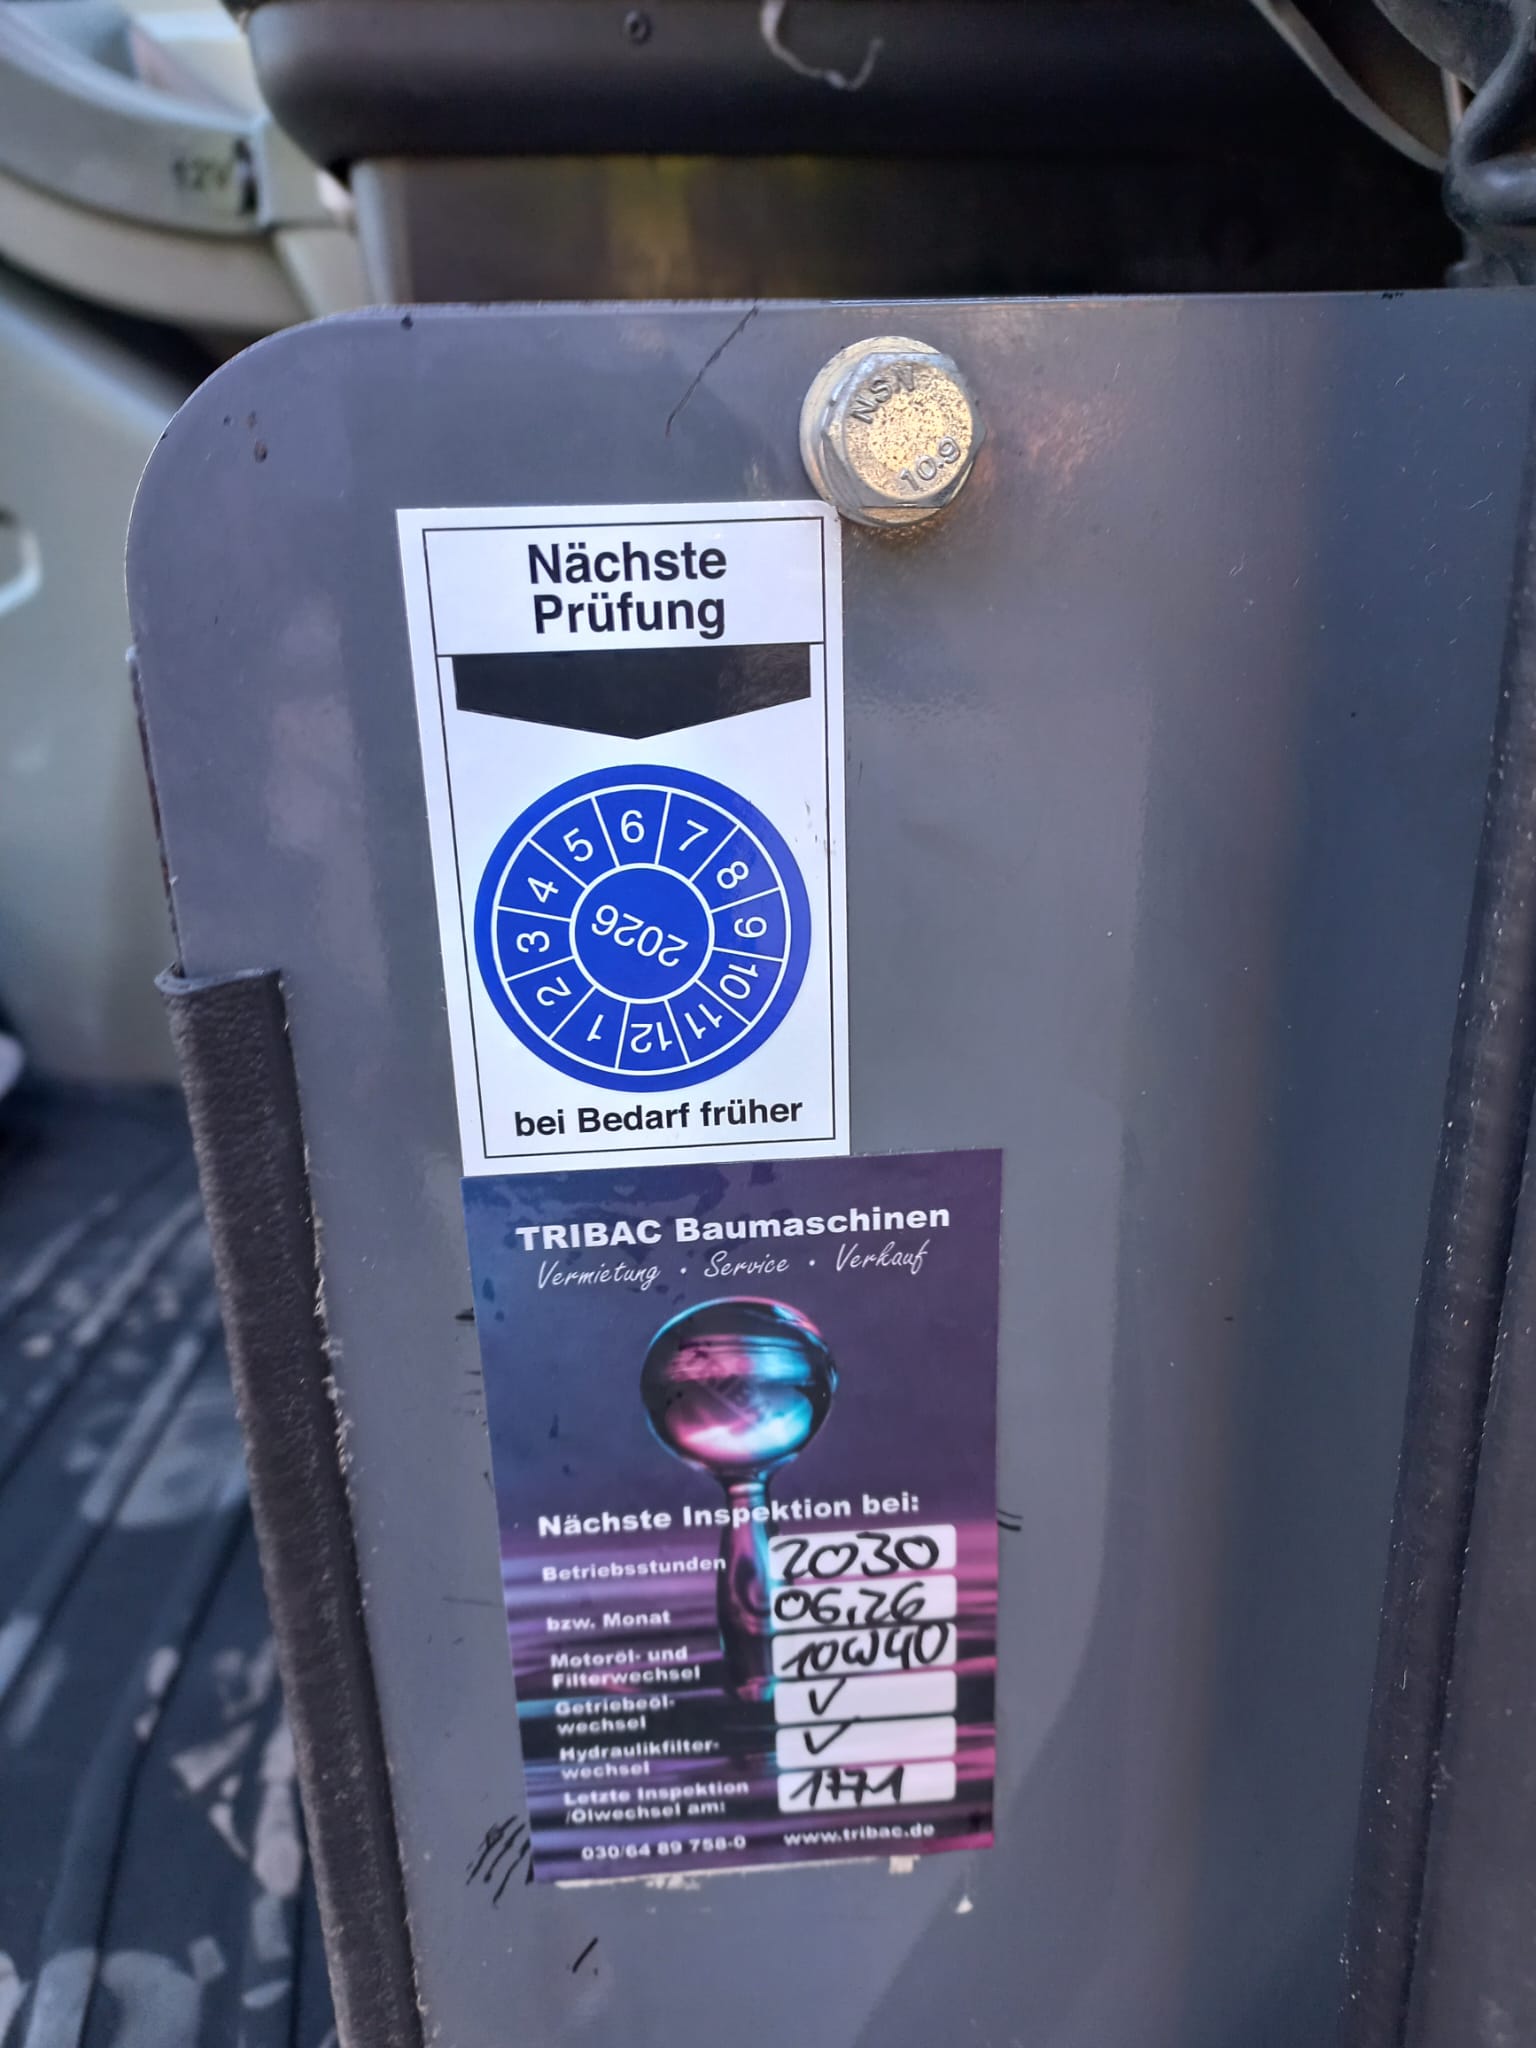 12V
NSN
10.9
Nächste
Prüfung
1 2 3 4 5 6 7 8 9 10 11 12
2026
bei Bedarf früher
TRIBAC Baumaschinen
Vermietung · Service · Verkauf
Nächste Inspektion bei:
Betriebsstunden 2030
bzw. Monat 06.26
Motoröl- und
Filterwechsel 10W40
Getriebeöl-
wechsel ✓
Hydraulikfilter-
wechsel ✓
Letzte Inspektion
/Ölwechsel am: 1771
030/64 89 758-0 www.tribac.de